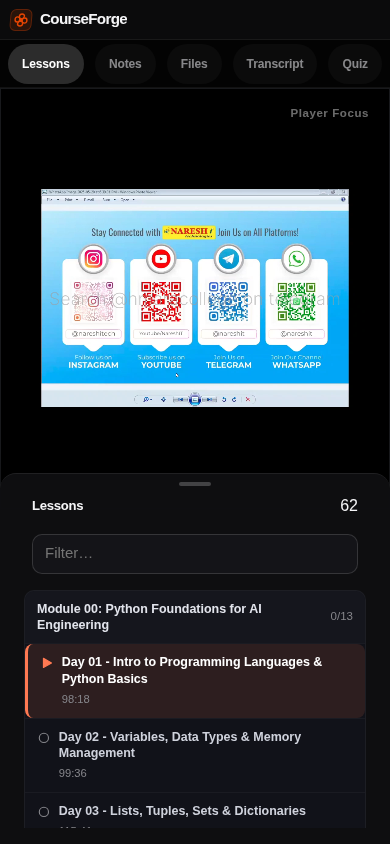 CourseForge
Lessons Notes Files Transcript Quiz
Player Focus
Stay Connected with NARESH i Join Us on All Platforms!
@nareshitech @nareshit @nareshit
Follow us on Subscribe us on Join Us on Join Our Channe
INSTAGRAM YOUTUBE TELEGRAM WHATSAPP
Lessons 62
Filter…
Module 00: Python Foundations for AI 0/13
Engineering
Day 01 - Intro to Programming Languages &
Python Basics
98:18
Day 02 - Variables, Data Types & Memory
Management
99:36
Day 03 - Lists, Tuples, Sets & Dictionaries